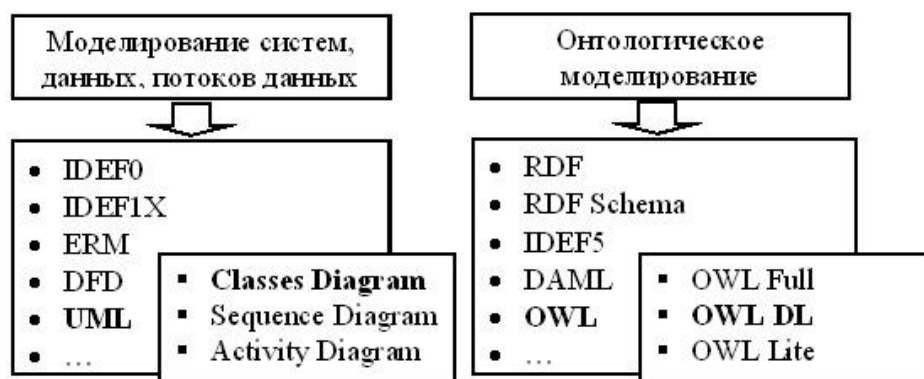 Моделирование систем,
данных, потоков данных
• IDEF0
• IDEF1X
• ERM
• DFD
• UML
• ...
▪ Classes Diagram
▪ Sequence Diagram
▪ Activity Diagram
Онтологическое
моделирование
• RDF
• RDF Schema
• IDEF5
• DAML
• OWL
• ...
▪ OWL Full
▪ OWL DL
▪ OWL Lite